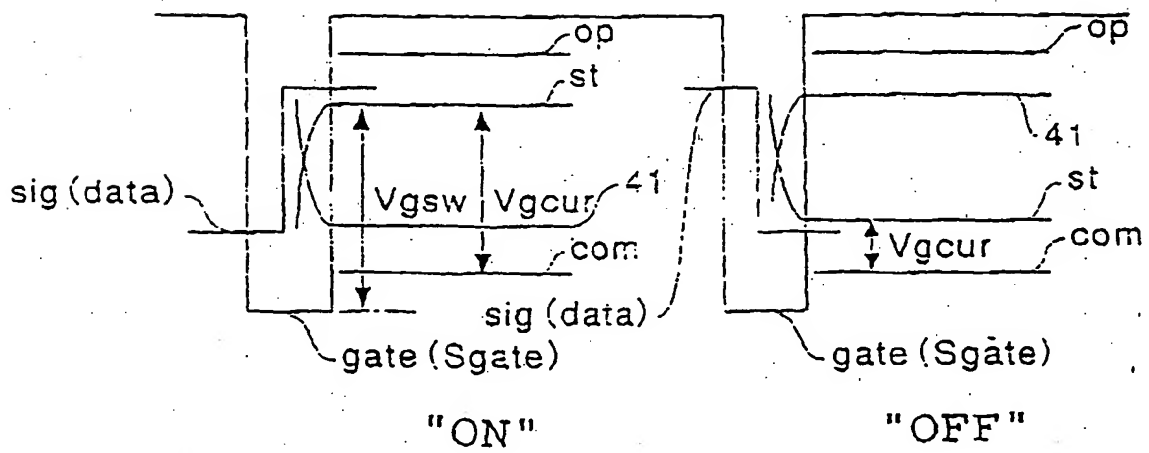 op
op
st
41
sig (data)
Vgsw
Vgcur
41
st
com
Vgcur
com
sig (data)
gate (Sgate)
gate (Sgate)
"ON"
"OFF"